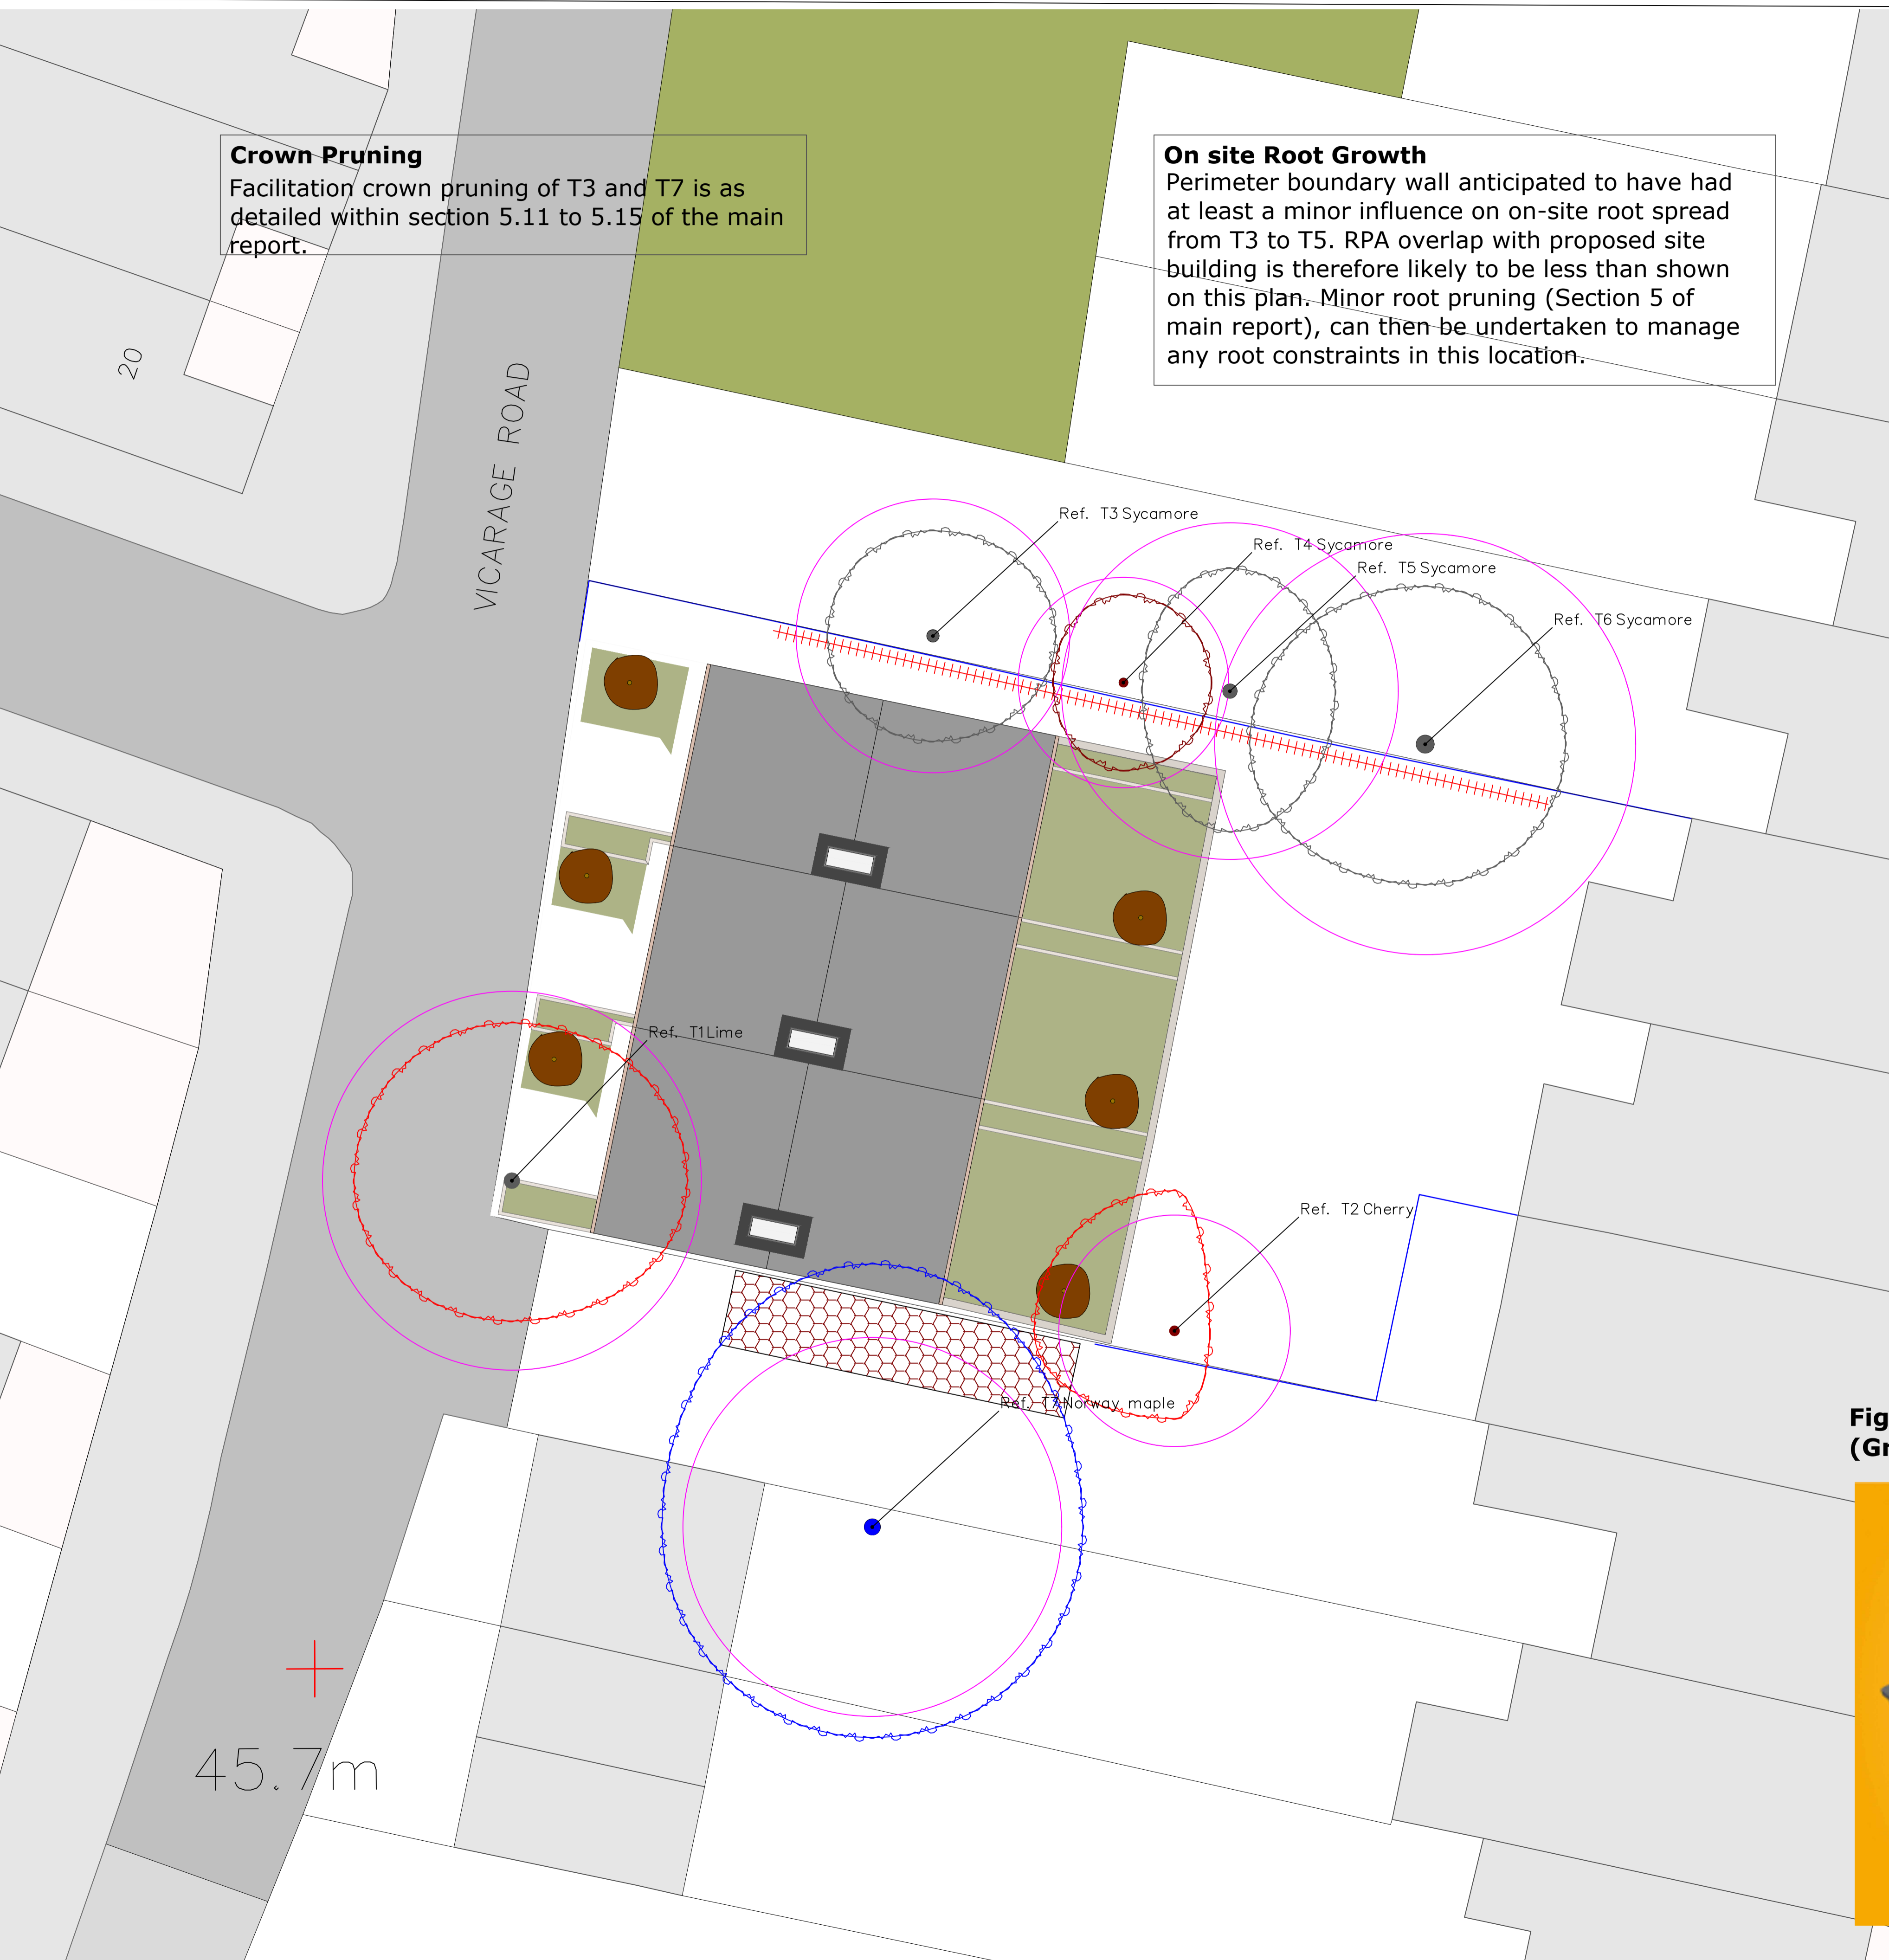 Crown Pruning
Facilitation crown pruning of T3 and T7 is as
detailed within section 5.11 to 5.15 of the main
report.
On site Root Growth
Perimeter boundary wall anticipated to have had
at least a minor influence on on-site root spread
from T3 to T5. RPA overlap with proposed site
building is therefore likely to be less than shown
on this plan. Minor root pruning (Section 5 of
main report), can then be undertaken to manage
any root constraints in this location.
20
VICARAGE ROAD
Ref. T3 Sycamore
Ref. T4 Sycamore
Ref. T5 Sycamore
Ref. T6 Sycamore
Ref. T1 Lime
Ref. T2 Cherry
Ref. T7 Norway maple
Fig
(Gr
45.7m